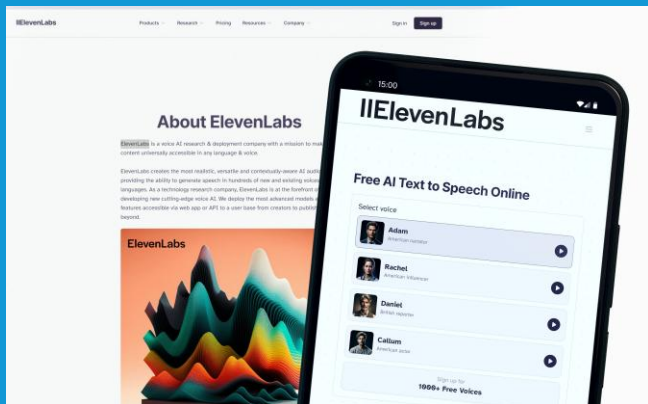 IIElevenLabs
Products Research Pricing Resources Company
Sign in Sign up
About ElevenLabs
ElevenLabs is a voice AI research & deployment company with a mission to
content universally accessible in any language & voice.
ElevenLabs creates the most realistic, versatile and contextually-aware AI
providing the ability to generate speech in hundreds of new and existing
languages. As a technology research company, ElevenLabs is at the forefront
developing new cutting-edge voice AI. We deploy the most advanced models
features accessible via web app or API to a user base from creators to
beyond.
ElevenLabs
15:00
IIElevenLabs
Free AI Text to Speech Online
Select voice
Adam
American narrator
Rachel
American influencer
Daniel
British reporter
Callum
American actor
Sign up for
1000+ Free Voices